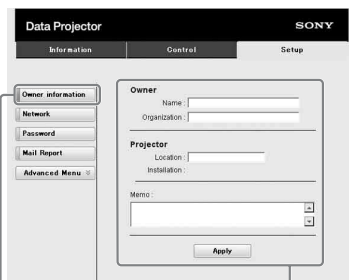 Data Projector
SONY
Information Control Setup
Owner information
Network
Password
Mail Report
Advanced Menu
Owner
Name :
Organization :
Projector
Location :
Installation :
Memo :
Apply